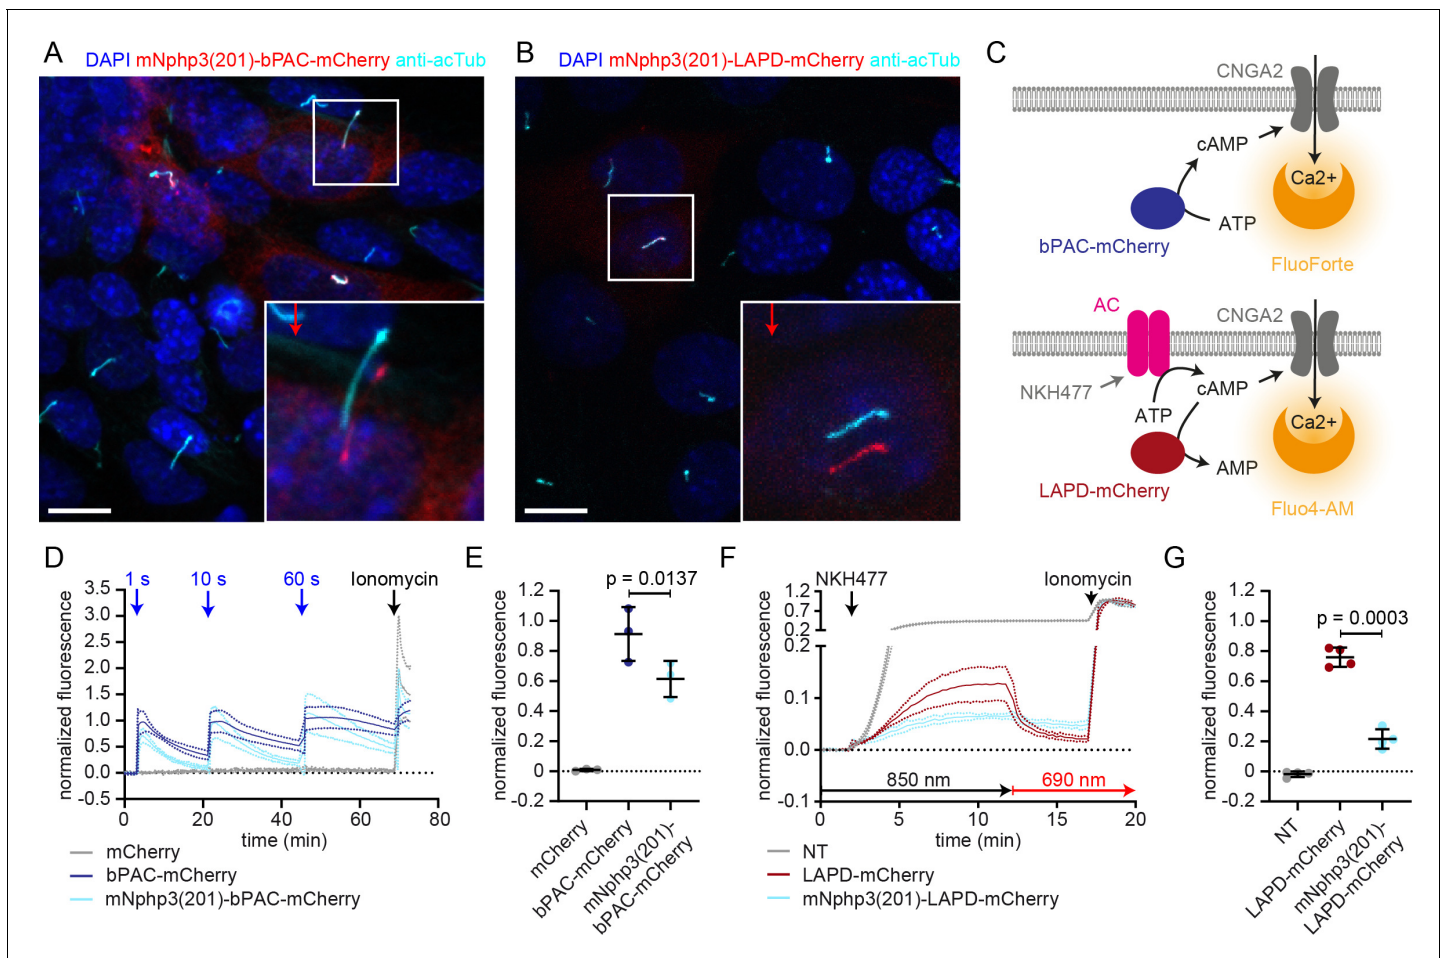 A
DAPI mNphp3(201)-bPAC-mCherry anti-acTub
B
DAPI mNphp3(201)-LAPD-mCherry anti-acTub
C
CNGA2
cAMP
Ca2+
ATP
bPAC-mCherry
FluoForte
AC
CNGA2
NKH477
cAMP
ATP
Ca2+
AMP
LAPD-mCherry
Fluo4-AM
D
1 s
10 s
60 s
Ionomycin
normalized fluorescence
3.5
3.0
2.5
2.0
1.5
1.0
0.5
0.0
-0.5
0
20
40
60
80
time (min)
mCherry
bPAC-mCherry
mNphp3(201)-bPAC-mCherry
E
p = 0.0137
normalized fluorescence
1.2
1.0
0.8
0.6
0.4
0.2
0
-0.2
mCherry
bPAC-mCherry
mNphp3(201)-
bPAC-mCherry
F
NKH477
Ionomycin
normalized fluorescence
1.2
0.7
0.2
0.2
0.1
0.0
-0.1
850 nm
690 nm
0
5
10
15
20
time (min)
NT
LAPD-mCherry
mNphp3(201)-LAPD-mCherry
G
p = 0.0003
normalized fluorescence
1.2
1.0
0.8
0.6
0.4
0.2
0
-0.2
NT
LAPD-mCherry
mNphp3(201)-
LAPD-mCherry